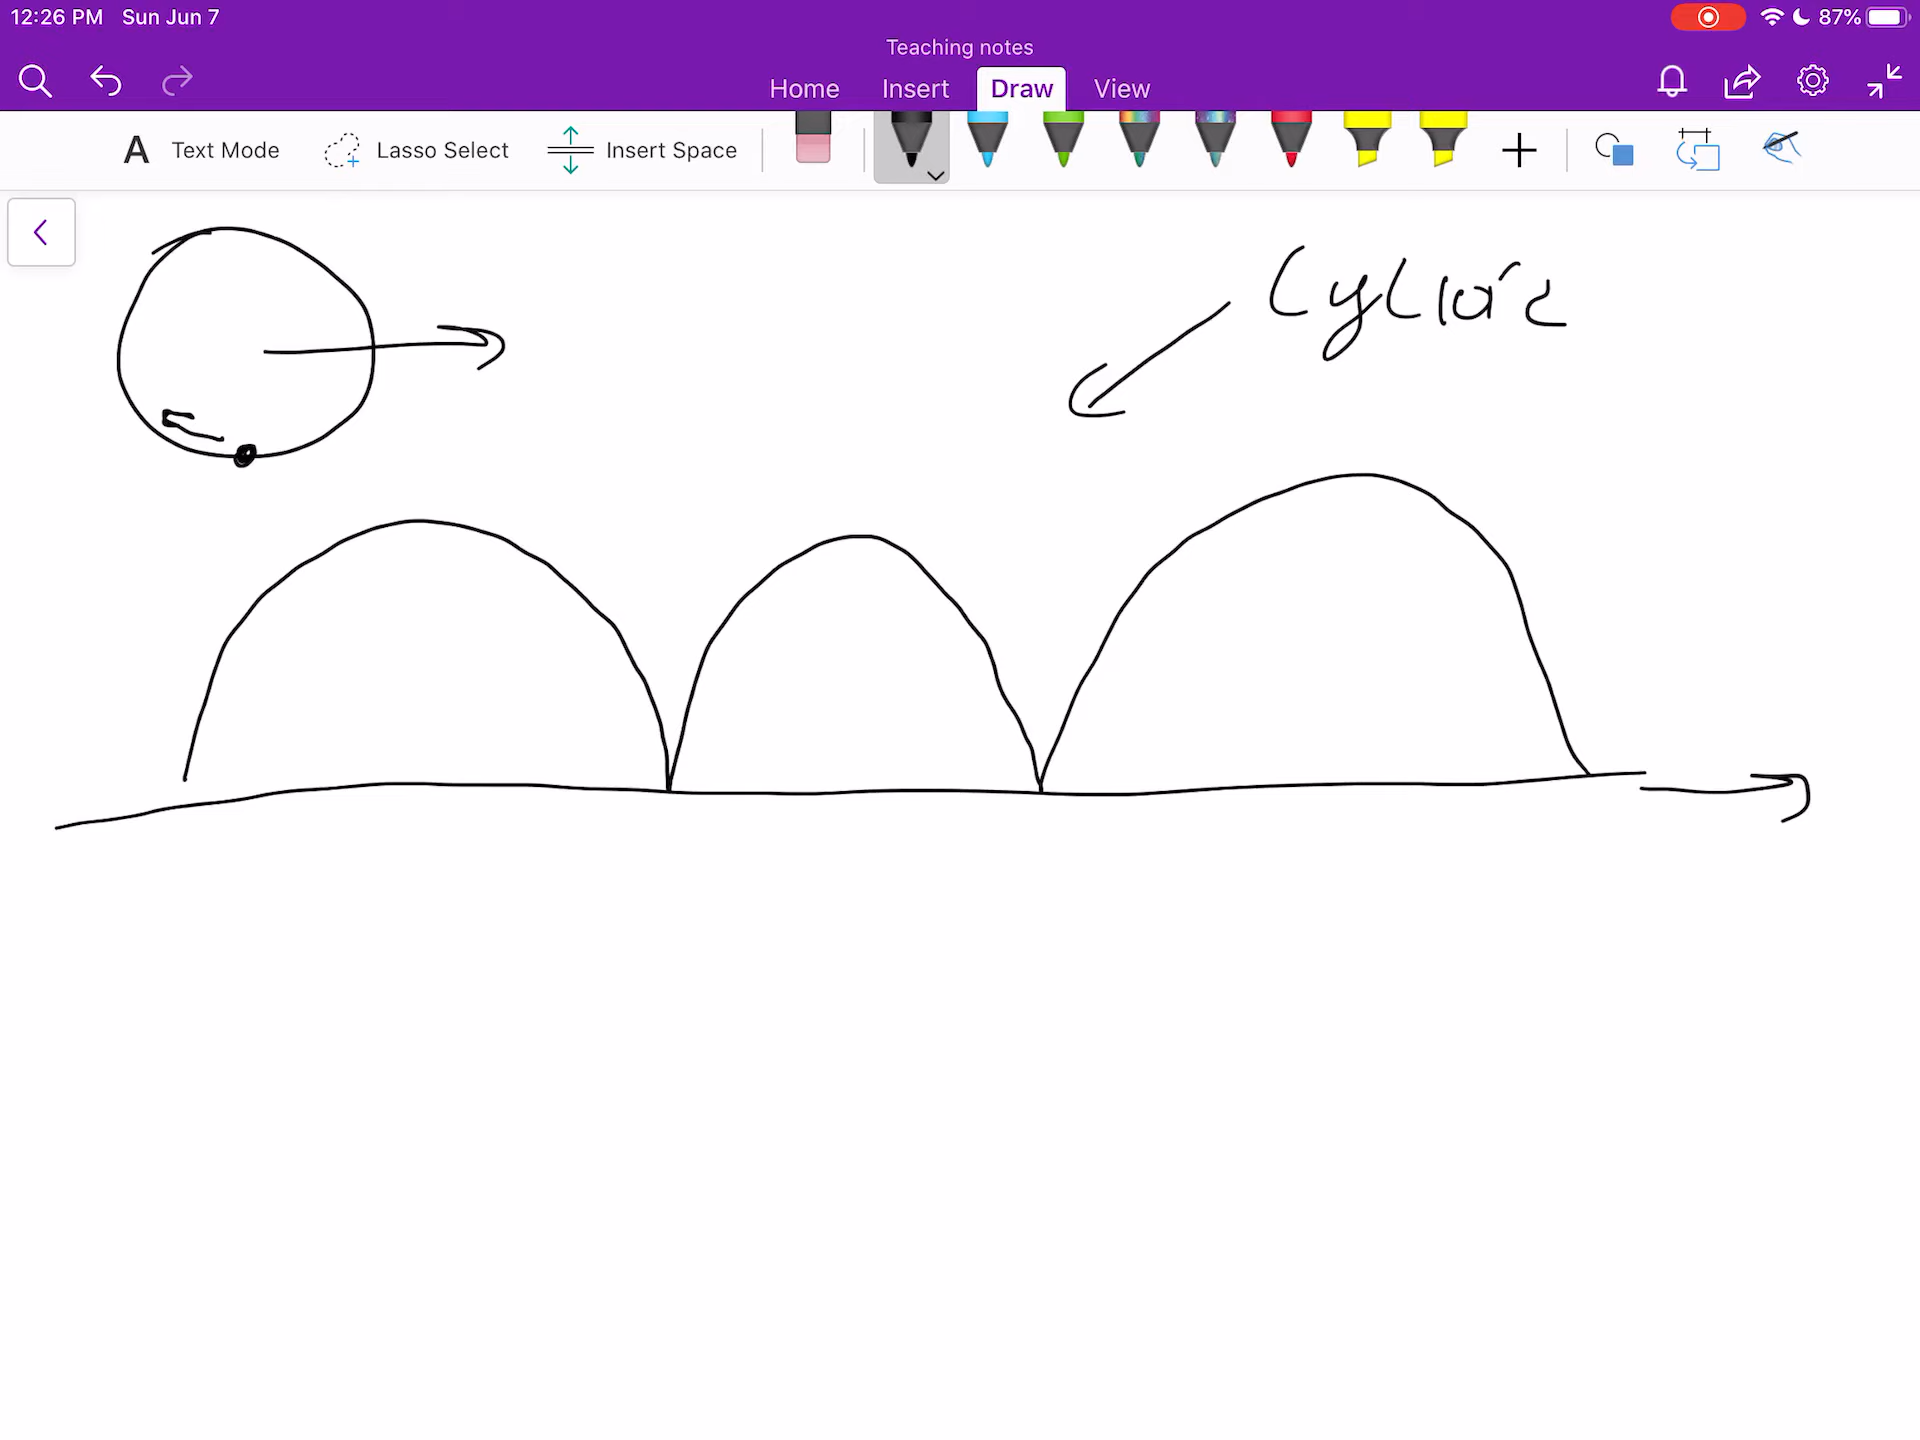 12:26 PM Sun Jun 7
87%
Teaching notes
Home Insert Draw View
A Text Mode Lasso Select Insert Space
Cycloid